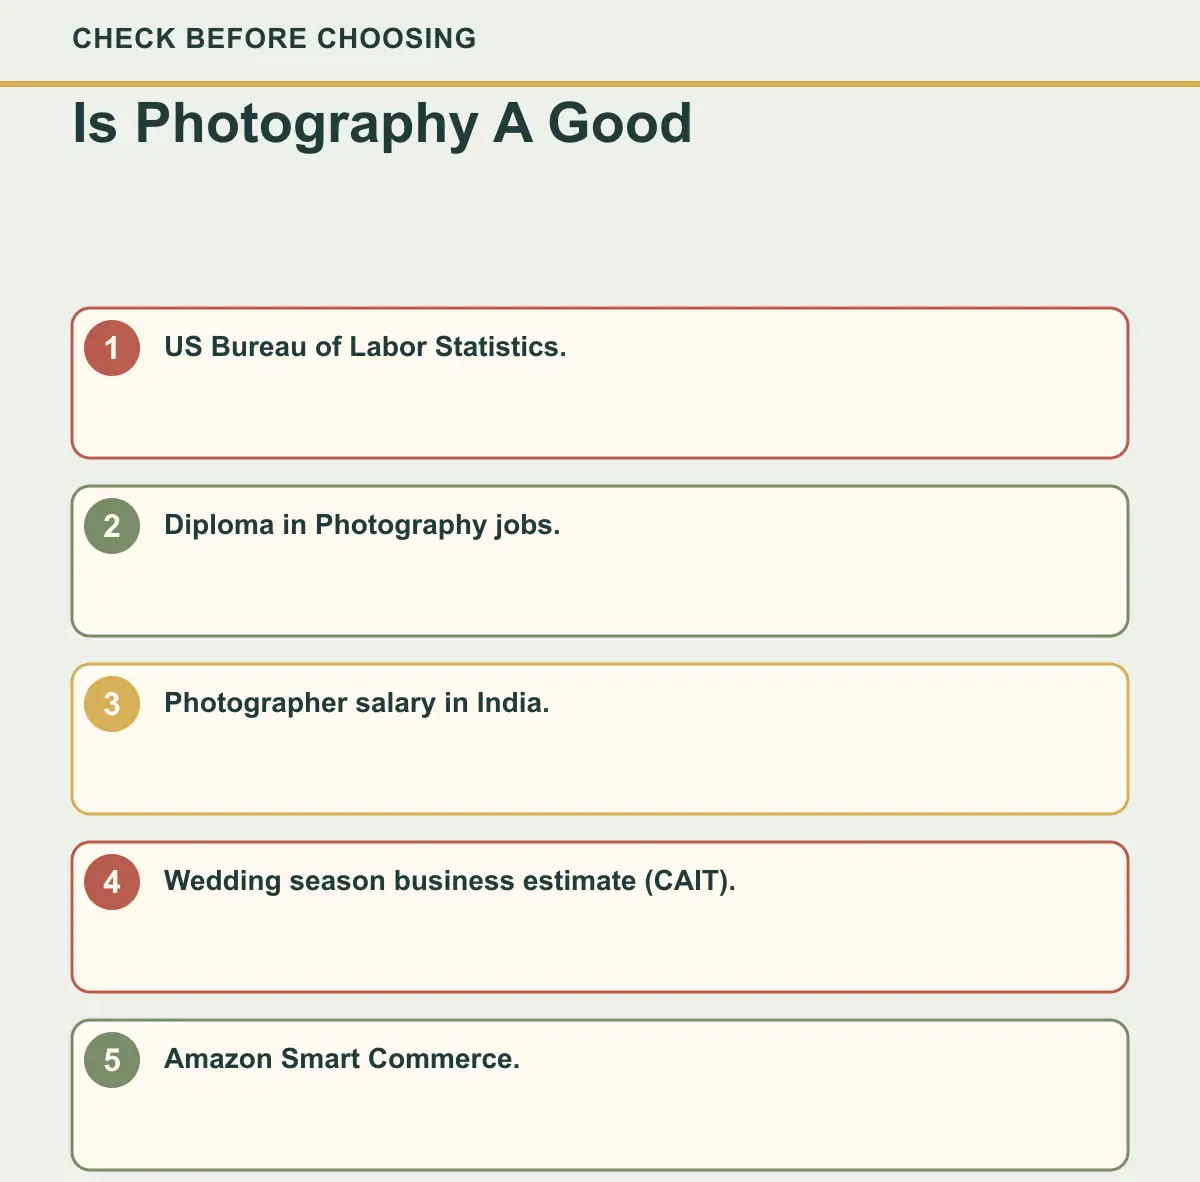 CHECK BEFORE CHOOSING
Is Photography A Good
1 US Bureau of Labor Statistics.
2 Diploma in Photography jobs.
3 Photographer salary in India.
4 Wedding season business estimate (CAIT).
5 Amazon Smart Commerce.